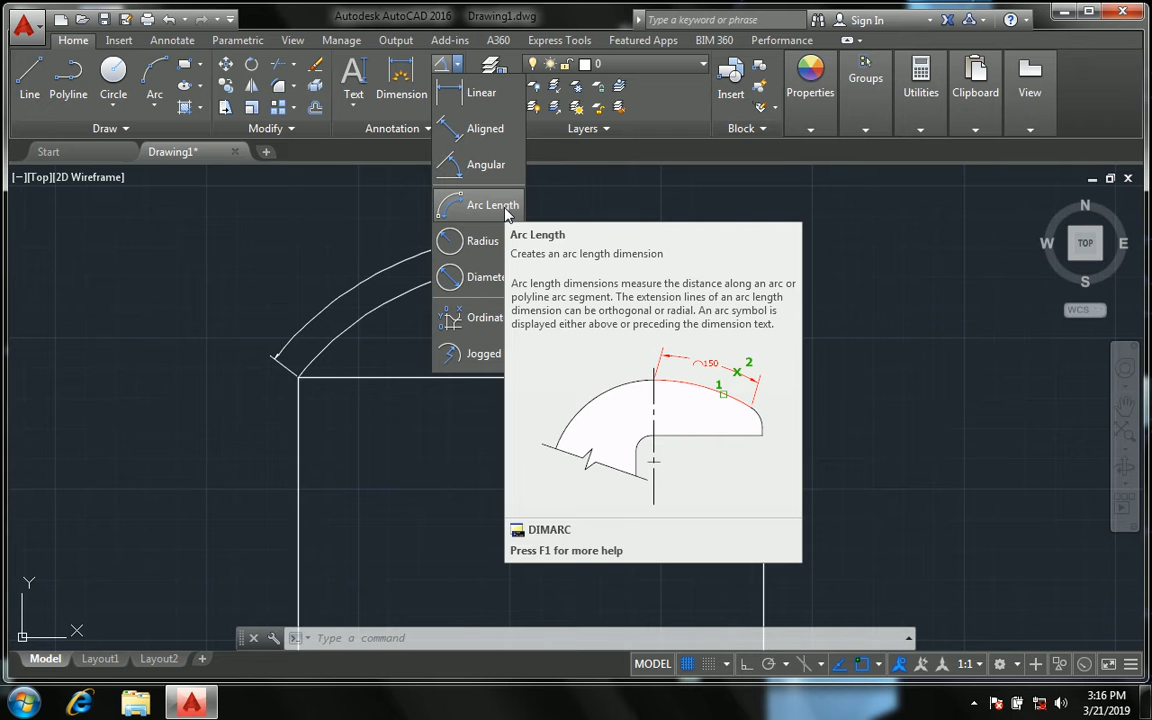 Autodesk AutoCAD 2016 Drawing1.dwg
Type a keyword or phrase
Sign In
Home Insert Annotate Parametric View Manage Output Add-ins A360 Express Tools Featured Apps BIM 360 Performance
0
Line Polyline Circle Arc Text Dimension
Insert Properties Groups Utilities Clipboard View
Draw Modify Annotation Layers Block
Start Drawing1* +
[−][Top][2D Wireframe]
Linear
Aligned
Angular
Arc Length
Radius
Diamete
Ordinat
Jogged
Arc Length
Creates an arc length dimension
Arc length dimensions measure the distance along an arc or
polyline arc segment. The extension lines of an arc length
dimension can be orthogonal or radial. An arc symbol is
displayed either above or preceding the dimension text.
150
2
x
1
DIMARC
Press F1 for more help
N
W TOP E
S
WCS
Y
X
Type a command
Model Layout1 Layout2 +
MODEL 1:1
3:16 PM
3/21/2019